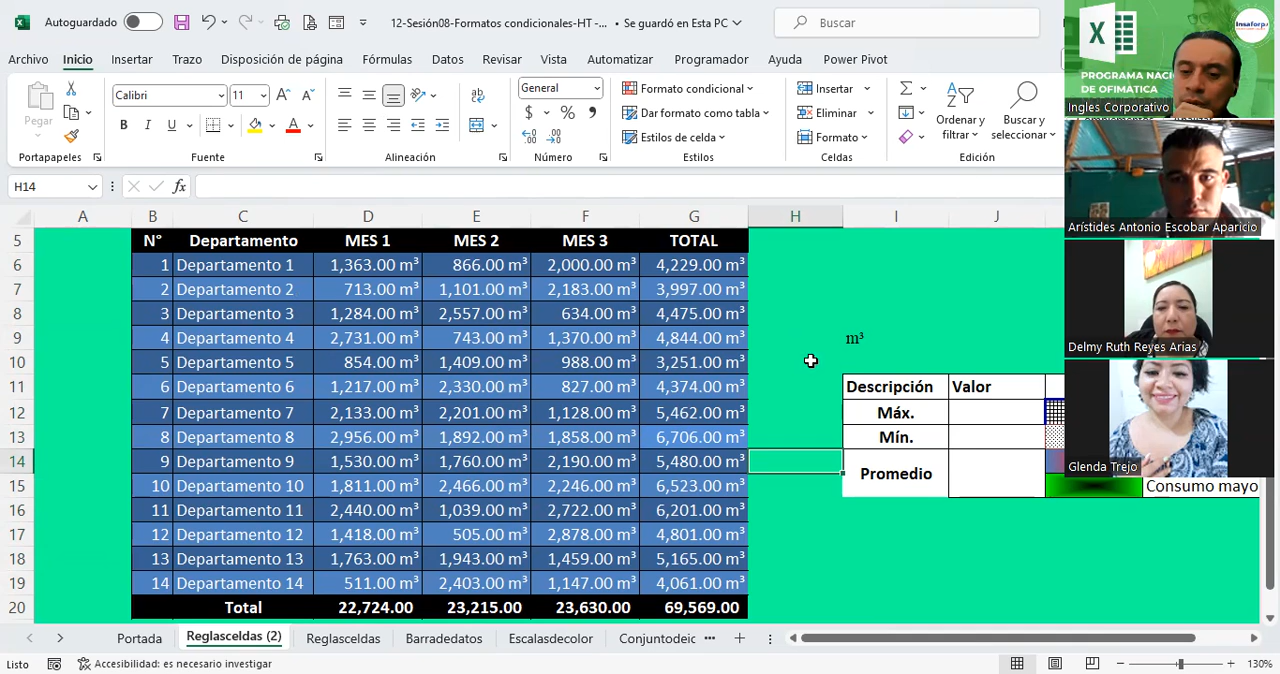 Autoguardado
12-Sesión08-Formatos condicionales-HT -... • Se guardó en Esta PC
Buscar
Archivo Inicio Insertar Trazo Disposición de página Fórmulas Datos Revisar Vista Automatizar Programador Ayuda Power Pivot
Pegar
Portapapeles
Calibri 11
N K S
Fuente
Alineación
General
$ % 
Número
Formato condicional
Dar formato como tabla
Estilos de celda
Estilos
Insertar
Eliminar
Formato
Celdas
Ordenar y filtrar
Buscar y seleccionar
Edición
PROGRAMA NACI
DE OFIMÁTICA
Insaforp
Ingles Corporativo
Arístides Antonio Escobar Aparicio
Delmy Ruth Reyes Arias
Glenda Trejo
H14 fx
A B C D E F G H I J
5 N° Departamento MES 1 MES 2 MES 3 TOTAL
6 1 Departamento 1 1,363.00 m³ 866.00 m³ 2,000.00 m³ 4,229.00 m³
7 2 Departamento 2 713.00 m³ 1,101.00 m³ 2,183.00 m³ 3,997.00 m³
8 3 Departamento 3 1,284.00 m³ 2,557.00 m³ 634.00 m³ 4,475.00 m³
9 4 Departamento 4 2,731.00 m³ 743.00 m³ 1,370.00 m³ 4,844.00 m³ m³
10 5 Departamento 5 854.00 m³ 1,409.00 m³ 988.00 m³ 3,251.00 m³
11 6 Departamento 6 1,217.00 m³ 2,330.00 m³ 827.00 m³ 4,374.00 m³ Descripción Valor
12 7 Departamento 7 2,133.00 m³ 2,201.00 m³ 1,128.00 m³ 5,462.00 m³ Máx.
13 8 Departamento 8 2,956.00 m³ 1,892.00 m³ 1,858.00 m³ 6,706.00 m³ Mín.
14 9 Departamento 9 1,530.00 m³ 1,760.00 m³ 2,190.00 m³ 5,480.00 m³ Promedio
15 10 Departamento 10 1,811.00 m³ 2,466.00 m³ 2,246.00 m³ 6,523.00 m³ Consumo mayo
16 11 Departamento 11 2,440.00 m³ 1,039.00 m³ 2,722.00 m³ 6,201.00 m³
17 12 Departamento 12 1,418.00 m³ 505.00 m³ 2,878.00 m³ 4,801.00 m³
18 13 Departamento 13 1,763.00 m³ 1,943.00 m³ 1,459.00 m³ 5,165.00 m³
19 14 Departamento 14 511.00 m³ 2,403.00 m³ 1,147.00 m³ 4,061.00 m³
20 Total 22,724.00 23,215.00 23,630.00 69,569.00
Portada Reglasceldas (2) Reglasceldas Barradedatos Escalasdecolor Conjuntodeic ...
Listo Accesibilidad: es necesario investigar 130%